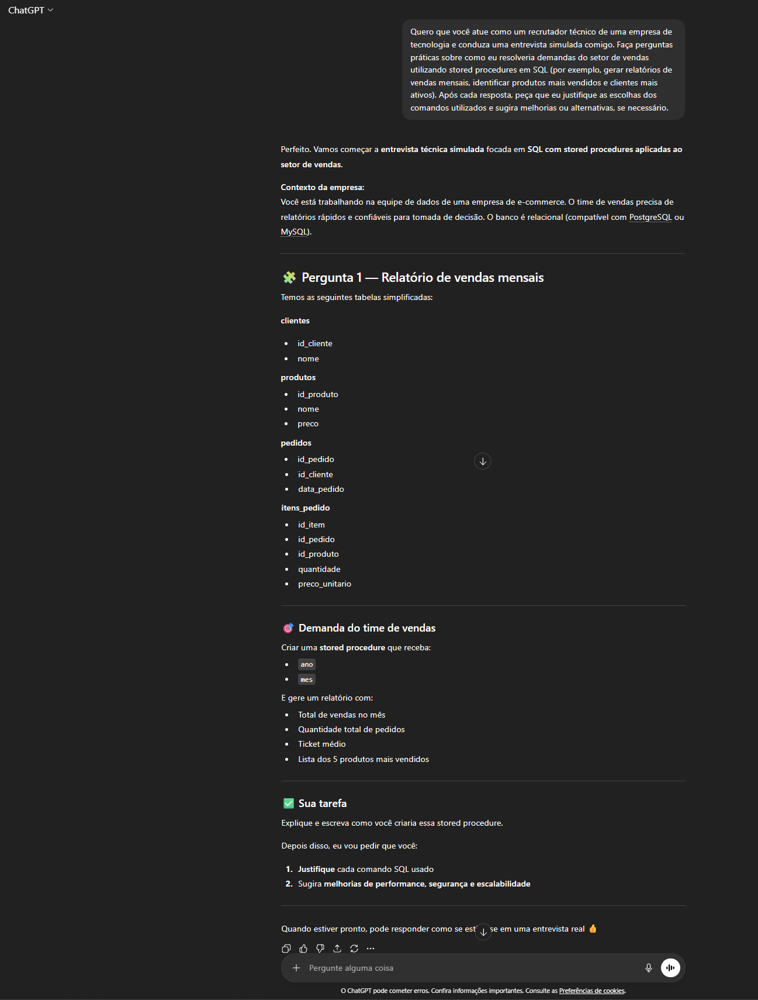 ChatGPT
Quero que você atue como um recrutador técnico de uma empresa de
tecnologia e conduza uma entrevista simulada comigo. Faça perguntas
práticas sobre como eu resolveria demandas do setor de vendas
utilizando stored procedures em SQL (por exemplo, gerar relatórios de
vendas mensais, identificar produtos mais vendidos e clientes mais
ativos). Após cada resposta, peça que eu justifique as escolhas dos
comandos utilizados e sugira melhorias ou alternativas, se necessário.
Perfeito. Vamos começar a entrevista técnica simulada focada em SQL com stored procedures aplicadas ao
setor de vendas.
Contexto da empresa:
Você está trabalhando na equipe de dados de uma empresa de e-commerce. O time de vendas precisa de
relatórios rápidos e confiáveis para tomada de decisão. O banco é relacional (compatível com PostgreSQL ou
MySQL).
🧩 Pergunta 1 — Relatório de vendas mensais
Temos as seguintes tabelas simplificadas:
clientes
• id_cliente
• nome
produtos
• id_produto
• nome
• preco
pedidos
• id_pedido
• id_cliente
• data_pedido
itens_pedido
• id_item
• id_pedido
• id_produto
• quantidade
• preco_unitario
🎯 Demanda do time de vendas
Criar uma stored procedure que receba:
• ano
• mes
E gere um relatório com:
• Total de vendas no mês
• Quantidade total de pedidos
• Ticket médio
• Lista dos 5 produtos mais vendidos
✅ Sua tarefa
Explique e escreva como você criaria essa stored procedure.
Depois disso, eu vou pedir que você:
1. Justifique cada comando SQL usado
2. Sugira melhorias de performance, segurança e escalabilidade
Quando estiver pronto, pode responder como se em uma entrevista real 👍
Pergunte alguma coisa
O ChatGPT pode cometer erros. Confira informações importantes. Consulte as Preferências de cookies.